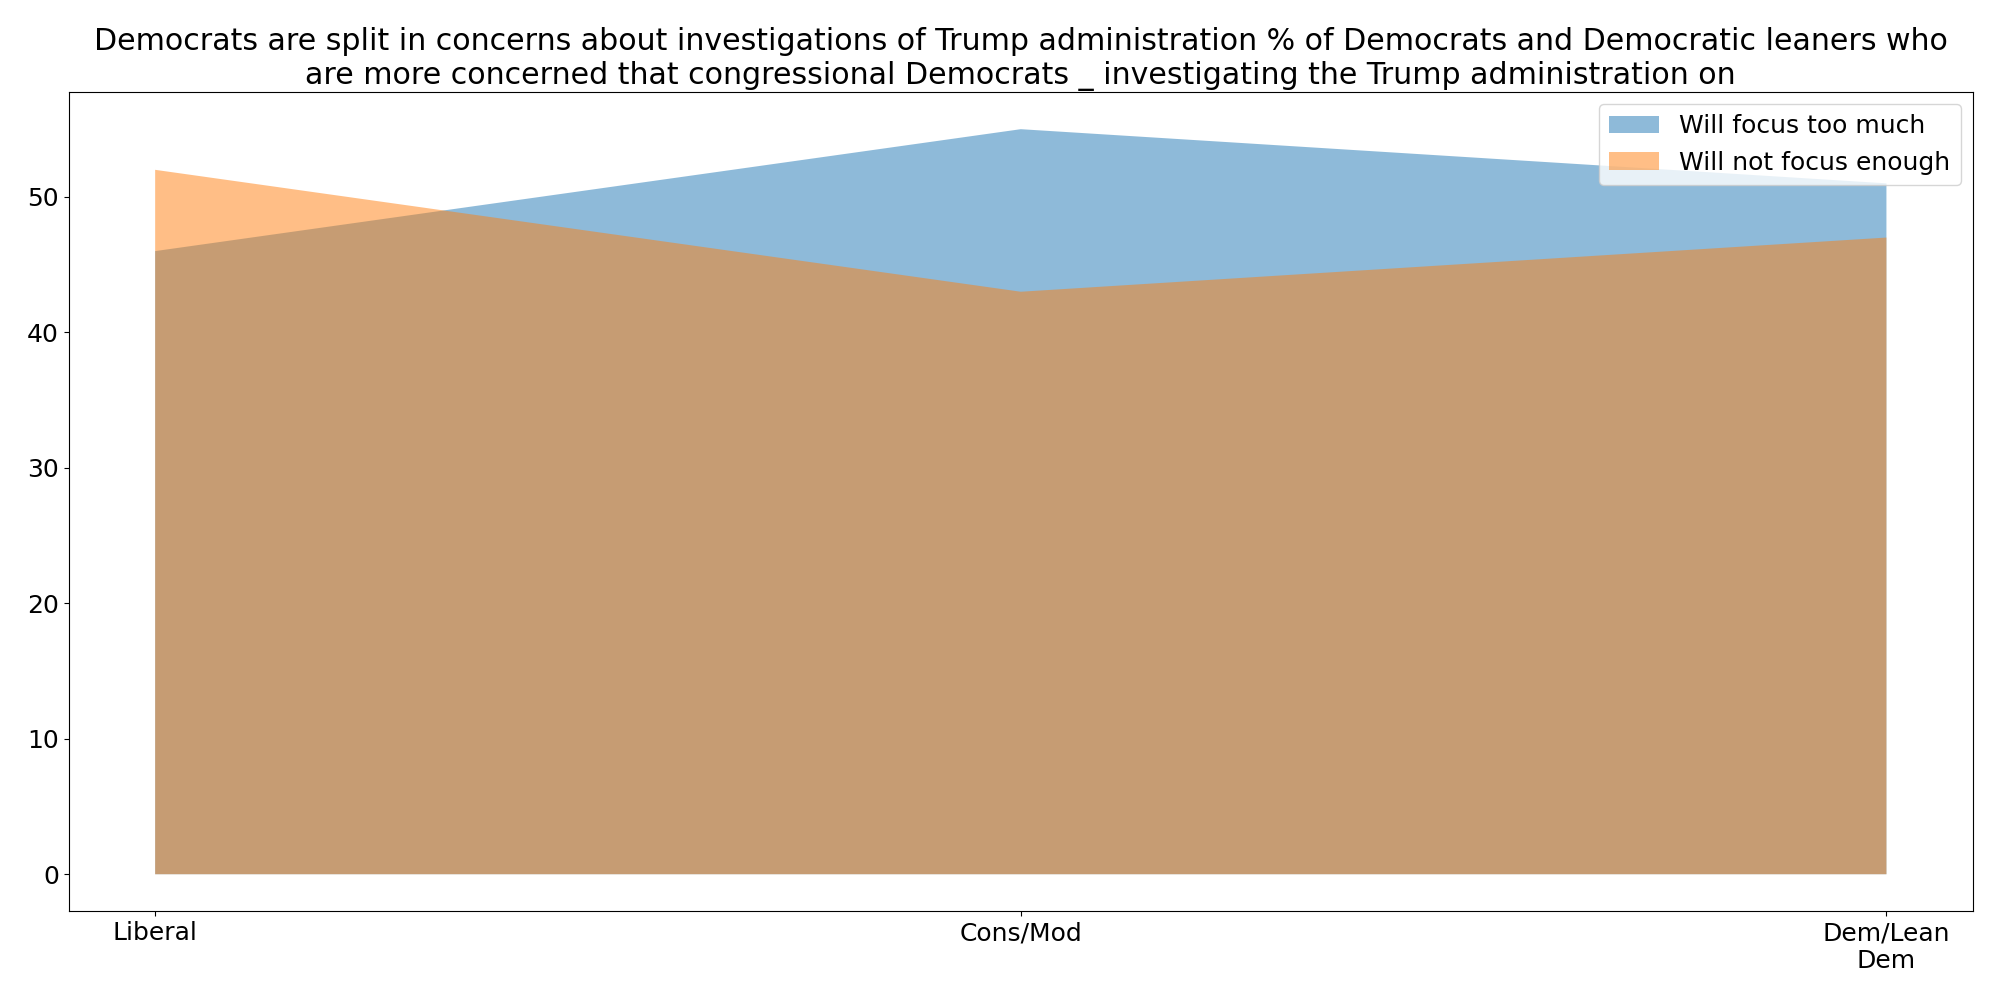 Democrats are split in concerns about investigations of Trump administration % of Democrats and Democratic leaners who
are more concerned that congressional Democrats _ investigating the Trump administration on
Will focus too much
Will not focus enough
50
40
30
20
10
0
Liberal
Cons/Mod
Dem/Lean
Dem